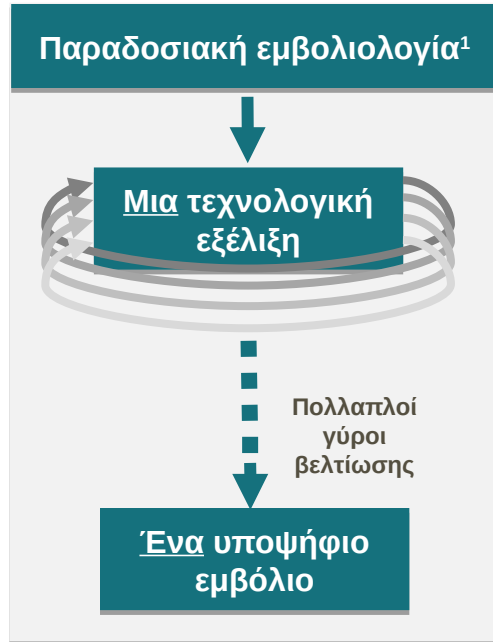 Παραδοσιακή εμβολιολογία¹
Μια τεχνολογική
εξέλιξη
Πολλαπλοί
γύροι
βελτίωσης
Ένα υποψήφιο
εμβόλιο